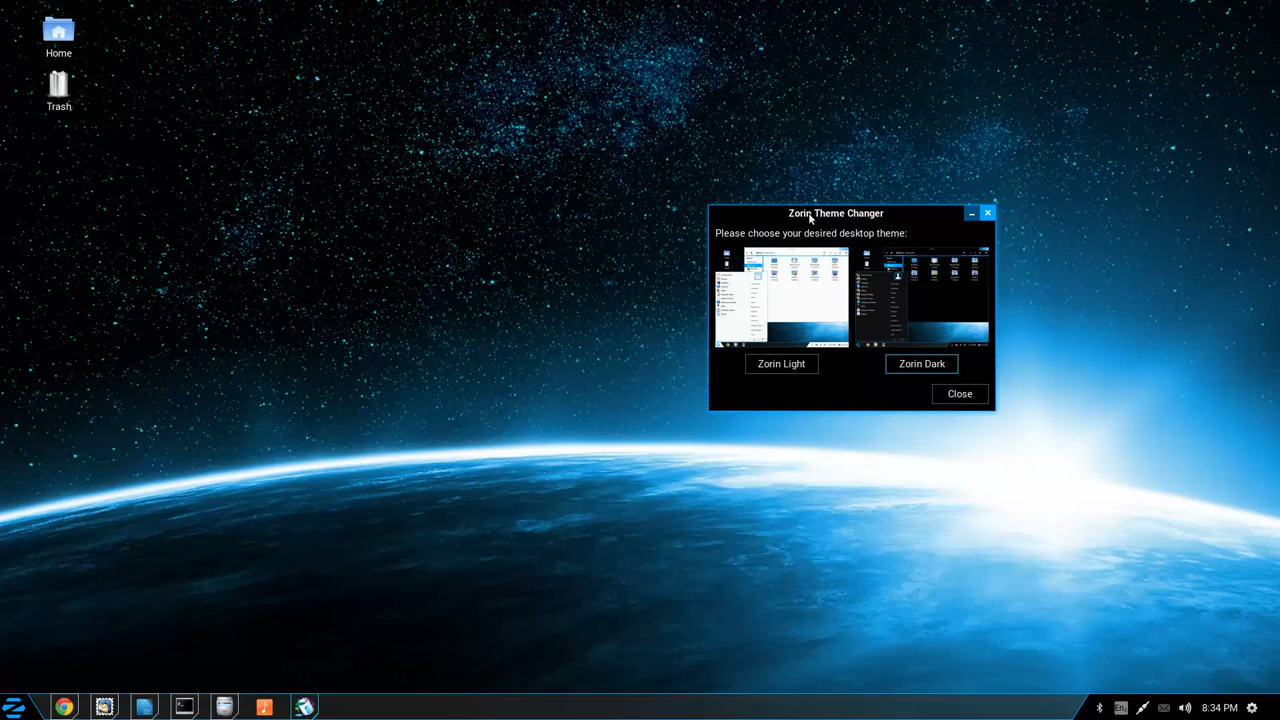 Home
Trash
Zorin Theme Changer
Please choose your desired desktop theme:
Zorin Light
Zorin Dark
Close
En₁
8:34 PM